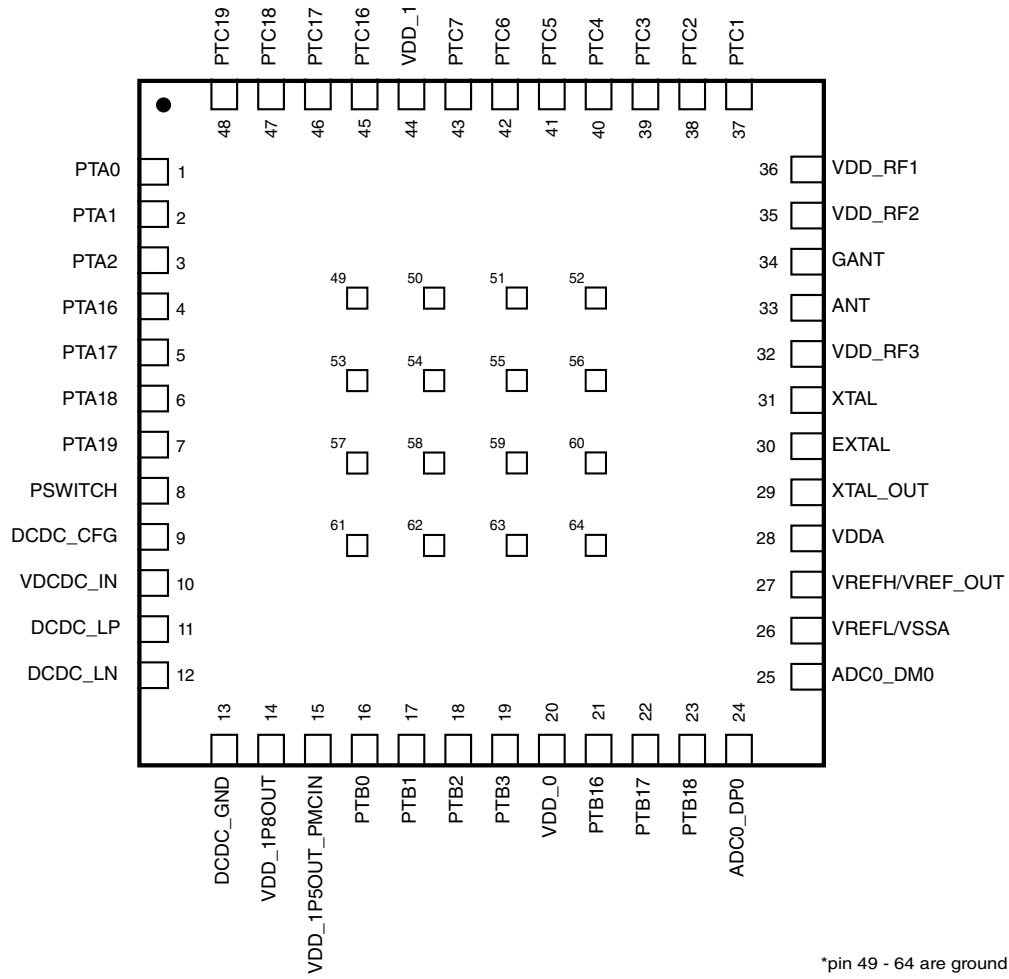 PTC19
PTC18
PTC17
PTC16
VDD_1
PTC7
PTC6
PTC5
PTC4
PTC3
PTC2
PTC1
48
47
46
45
44
43
42
41
40
39
38
37
PTA0 1
PTA1 2
PTA2 3
PTA16 4
PTA17 5
PTA18 6
PTA19 7
PSWITCH 8
DCDC_CFG 9
VDCDC_IN 10
DCDC_LP 11
DCDC_LN 12
49 50 51 52
53 54 55 56
57 58 59 60
61 62 63 64
36 VDD_RF1
35 VDD_RF2
34 GANT
33 ANT
32 VDD_RF3
31 XTAL
30 EXTAL
29 XTAL_OUT
28 VDDA
27 VREFH/VREF_OUT
26 VREFL/VSSA
25 ADC0_DM0
13
14
15
16
17
18
19
20
21
22
23
24
DCDC_GND
VDD_1P8OUT
VDD_1P5OUT_PMCIN
PTB0
PTB1
PTB2
PTB3
VDD_0
PTB16
PTB17
PTB18
ADC0_DP0
*pin 49 - 64 are ground